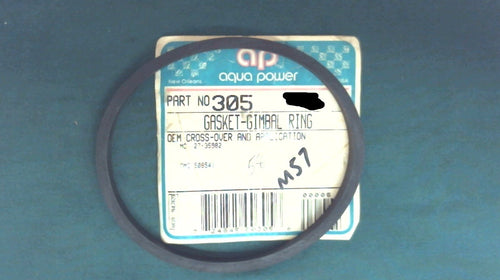 ap
New Orleans
aqua power
PART NO 305
GASKET-GIMBAL RING
OEM CROSS-OVER AND APPLICATION
MC 27-35982
M57